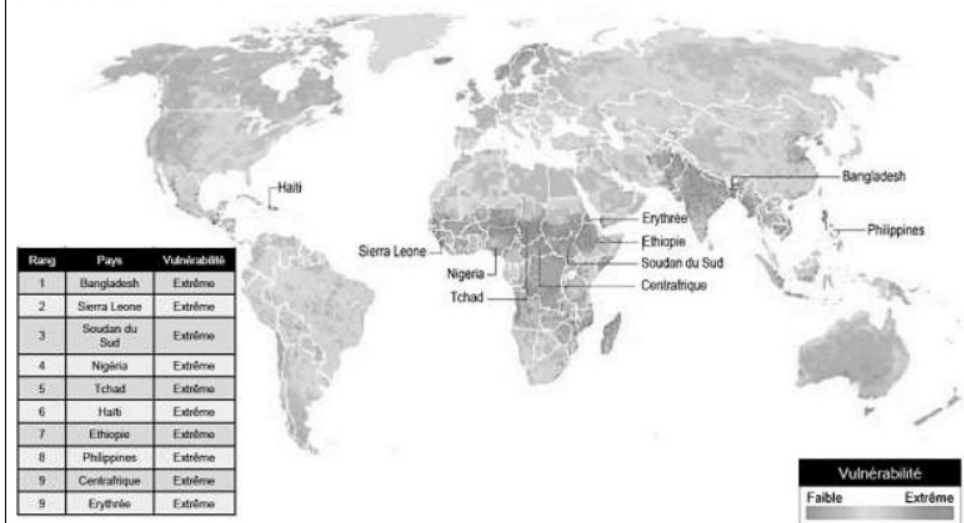 Haïti
Bangladesh
Erythrée
Philippines
Ethiopie
Sierra Leone
Soudan du Sud
Nigeria
Centrafrique
Tchad
Rang Pays Vulnérabilité
1 Bangladesh Extrême
2 Sierra Leone Extrême
3 Soudan du Sud Extrême
4 Nigéria Extrême
5 Tchad Extrême
6 Haïti Extrême
7 Ethiopie Extrême
8 Philippines Extrême
9 Centrafrique Extrême
9 Erythrée Extrême
Vulnérabilité
Faible Extrême